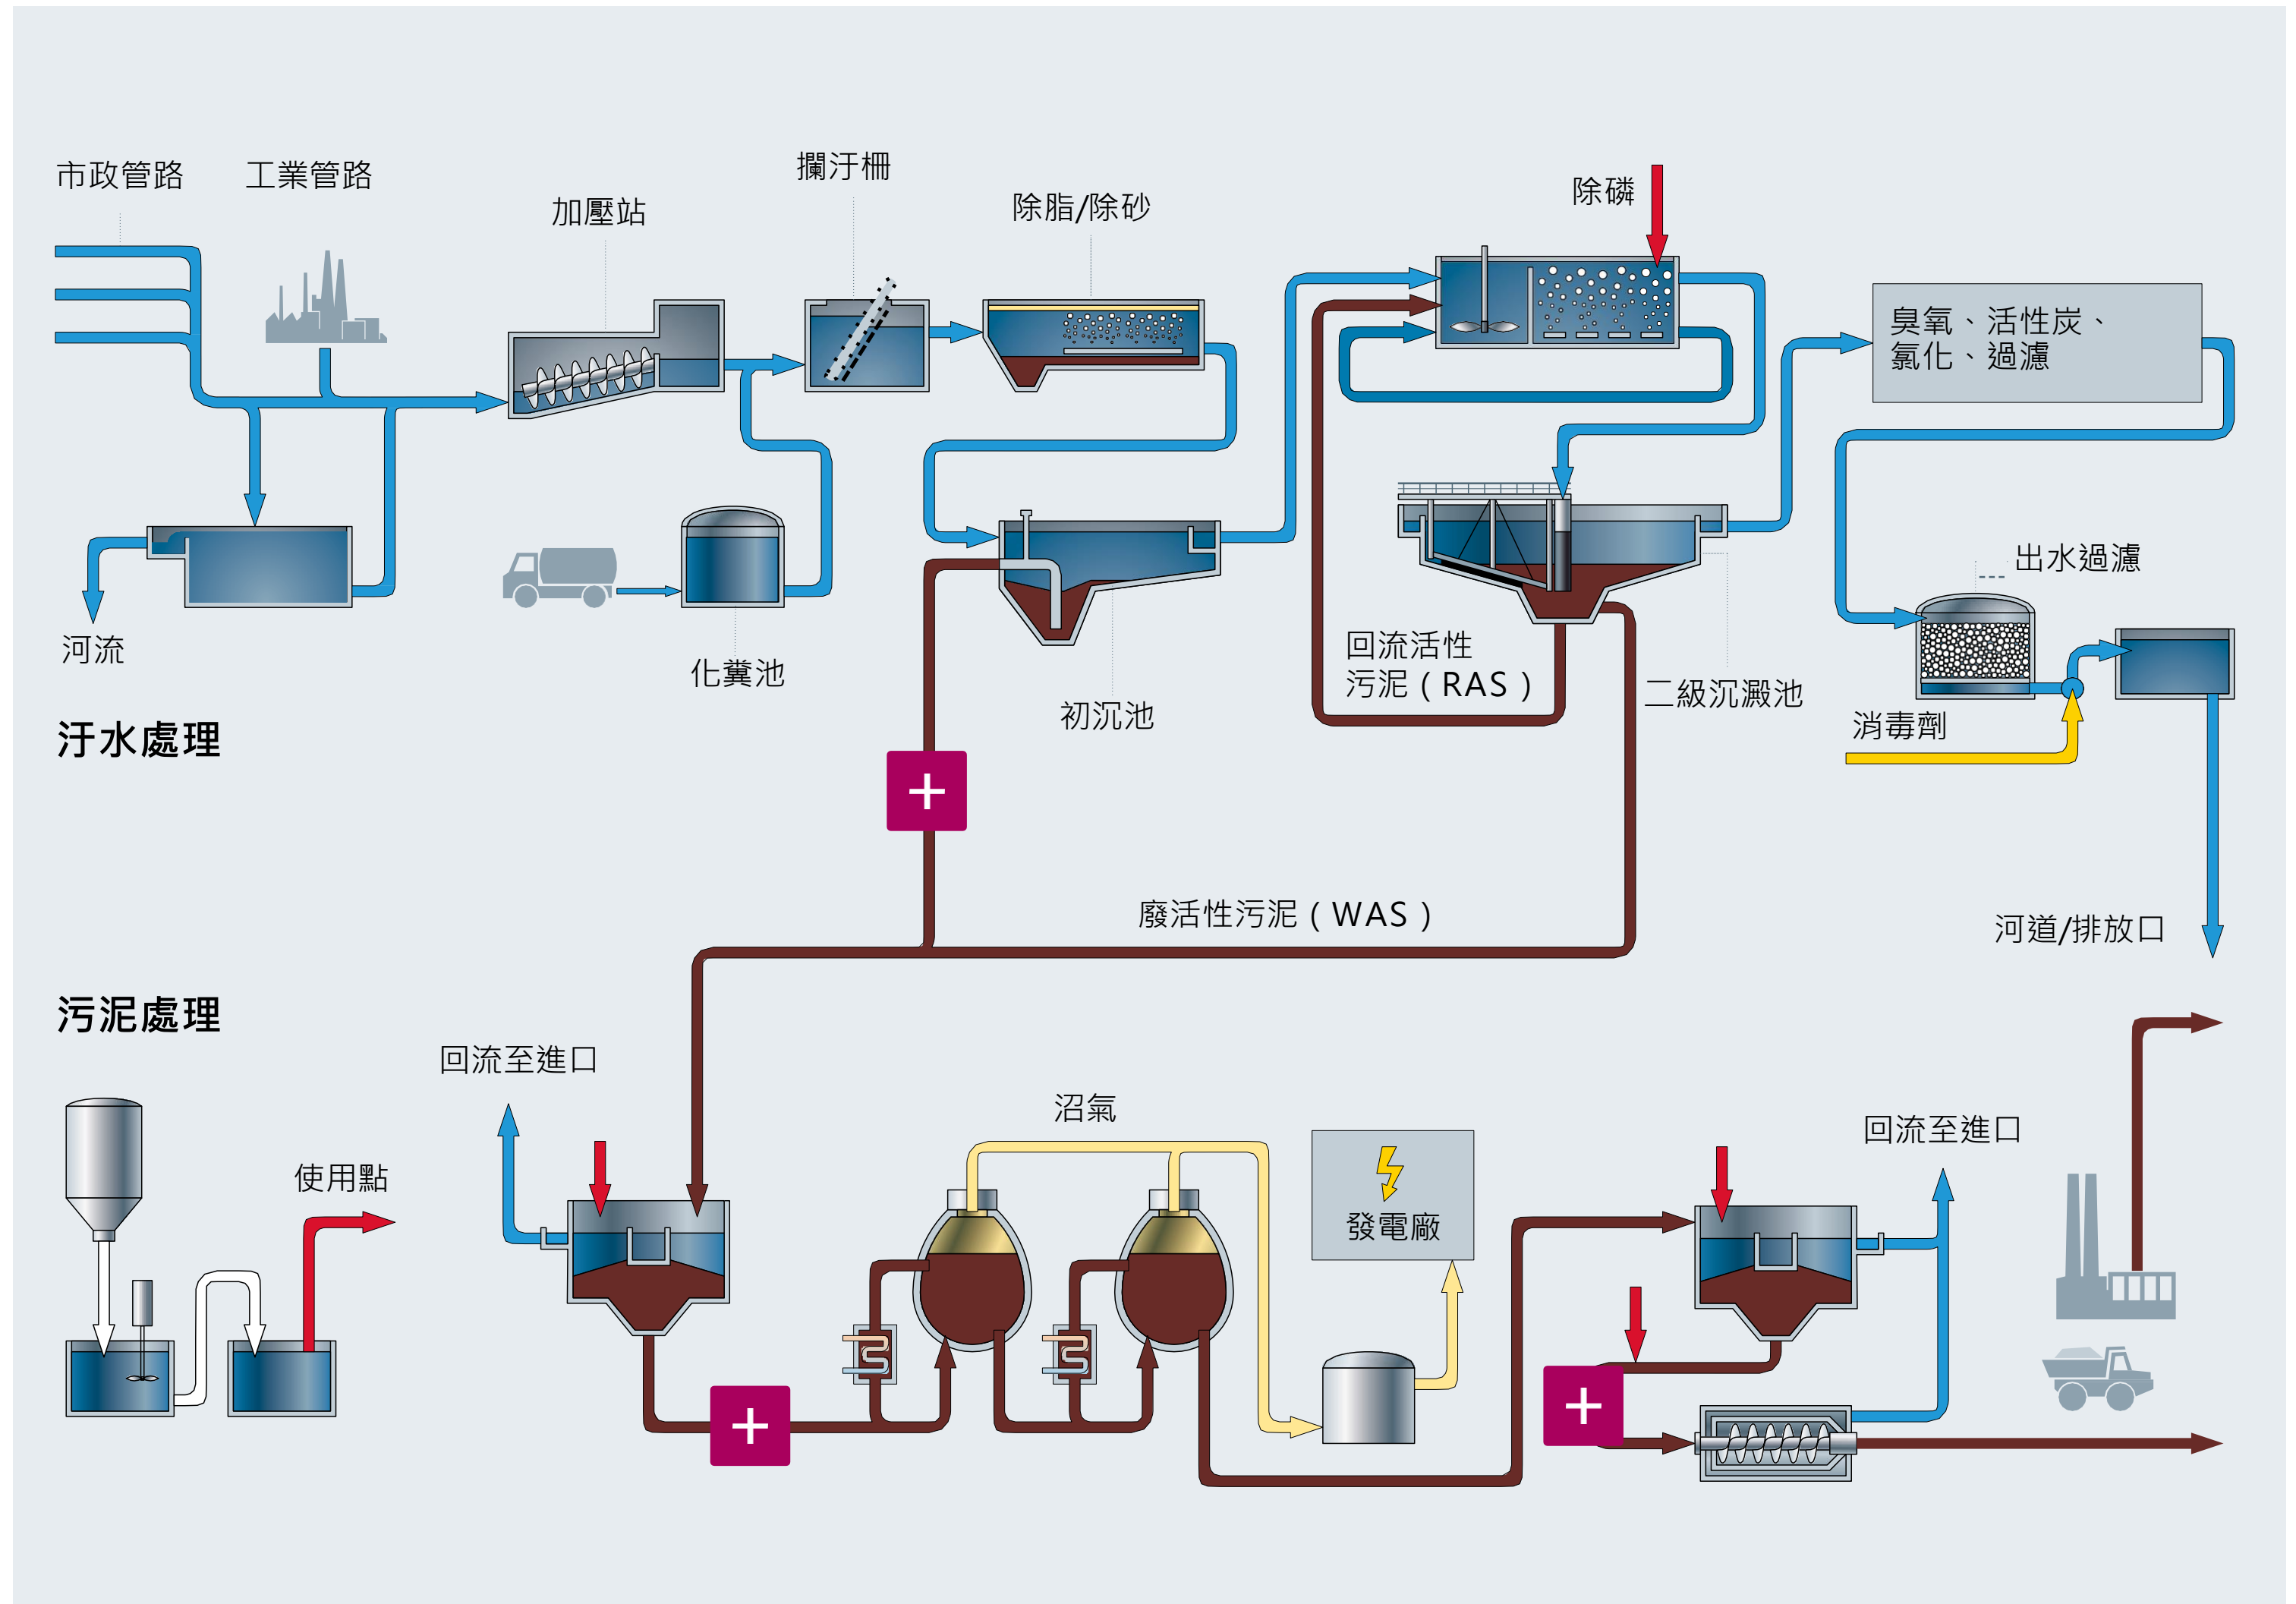 市政管路
工業管路
加壓站
攔汙柵
除脂/除砂
除磷
臭氧、活性炭、
氯化、過濾
河流
化糞池
初沉池
回流活性
污泥（RAS）
二級沉澱池
出水過濾
消毒劑
汙水處理
廢活性污泥（WAS）
河道/排放口
污泥處理
回流至進口
使用點
沼氣
發電廠
回流至進口